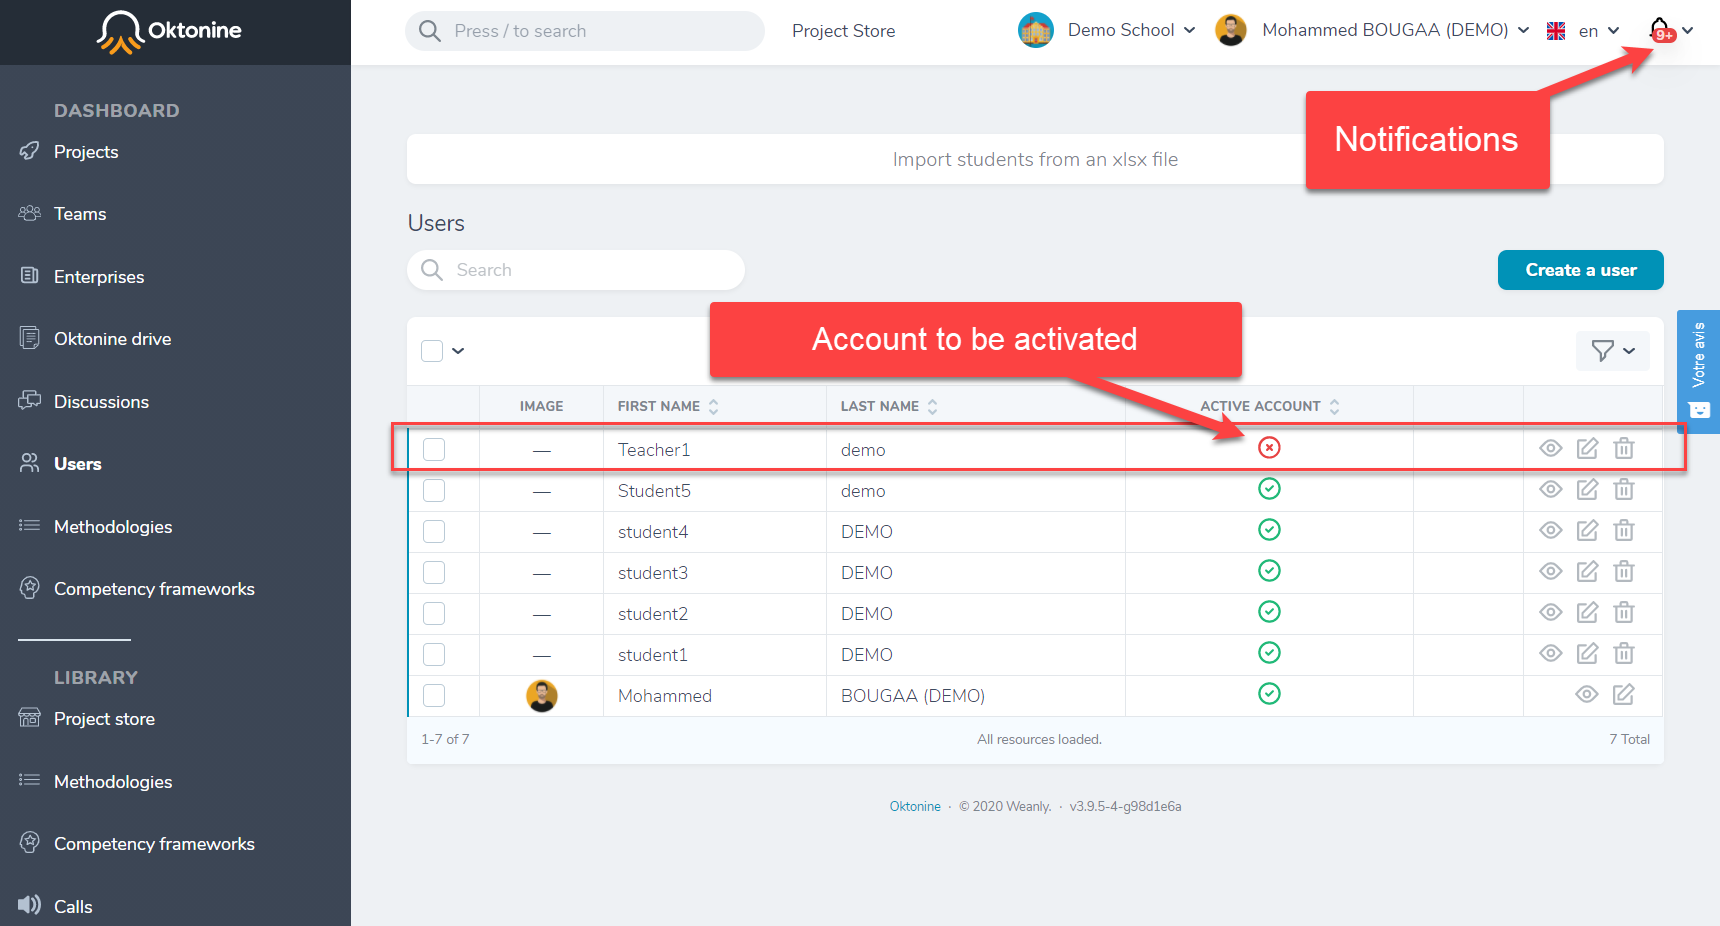 Oktonine
Press / to search
Project Store
Demo School
Mohammed BOUGAA (DEMO)
en
9+
Notifications
DASHBOARD
Projects
Teams
Enterprises
Oktonine drive
Discussions
Users
Methodologies
Competency frameworks
LIBRARY
Project store
Methodologies
Competency frameworks
Calls
Import students from an xlsx file
Users
Search
Create a user
Account to be activated
Votre avis
IMAGE FIRST NAME LAST NAME ACTIVE ACCOUNT
— Teacher1 demo
— Student5 demo
— student4 DEMO
— student3 DEMO
— student2 DEMO
— student1 DEMO
Mohammed BOUGAA (DEMO)
1-7 of 7 All resources loaded. 7 Total
Oktonine · © 2020 Weanly. · v3.9.5-4-g98d1e6a